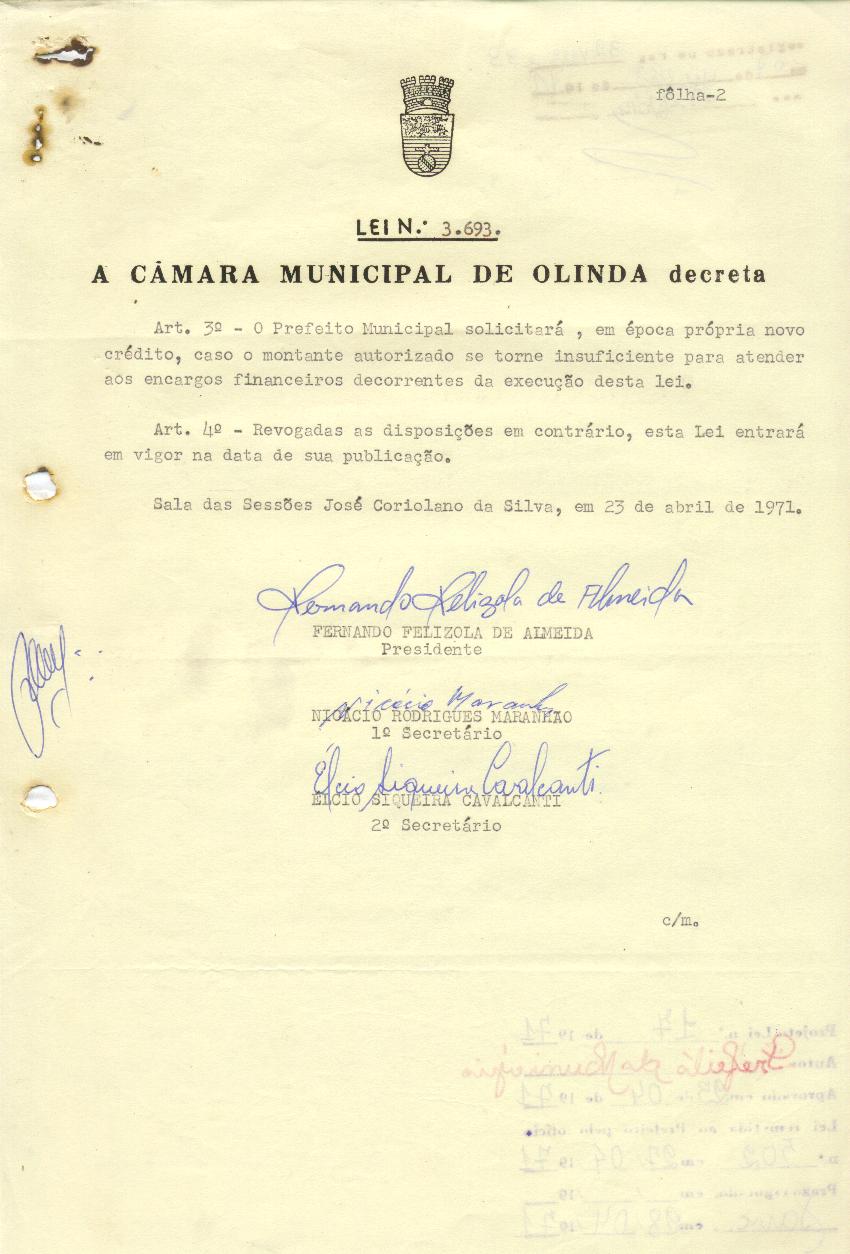 fôlha-2
LEI N.º 3.693.
A CÂMARA MUNICIPAL DE OLINDA decreta
Art. 3º - O Prefeito Municipal solicitará , em época própria novo
crédito, caso o montante autorizado se torne insuficiente para atender
aos encargos financeiros decorrentes da execução desta lei.
Art. 4º - Revogadas as disposições em contrário, esta Lei entrará
em vigor na data de sua publicação.
Sala das Sessões José Coriolano da Silva, em 23 de abril de 1971.
Fernando Felizola de Almeida
FERNANDO FELIZOLA DE ALMEIDA
Presidente
Nicácio Maranhão
NICÁCIO RODRIGUES MARANHÃO
1º Secretário
Élcio Siqueira Cavalcanti
ÉLCIO SIQUEIRA CAVALCANTI
2º Secretário
c/m.
Projeto Lei n.º 17 de 1971
Autor Prefeito do Município
Aprovado em 23 de 04 de 1971
Lei remetida ao Prefeito pelo ofício
n.º 502 em 27 04 1971
em 28 04 1971